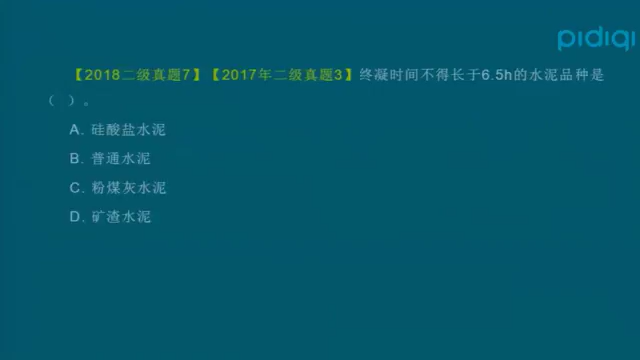 pidiqi
【2018二级真题7】【2017年二级真题3】终凝时间不得长于6.5h的水泥品种是
（ ）。
A. 硅酸盐水泥
B. 普通水泥
C. 粉煤灰水泥
D. 矿渣水泥